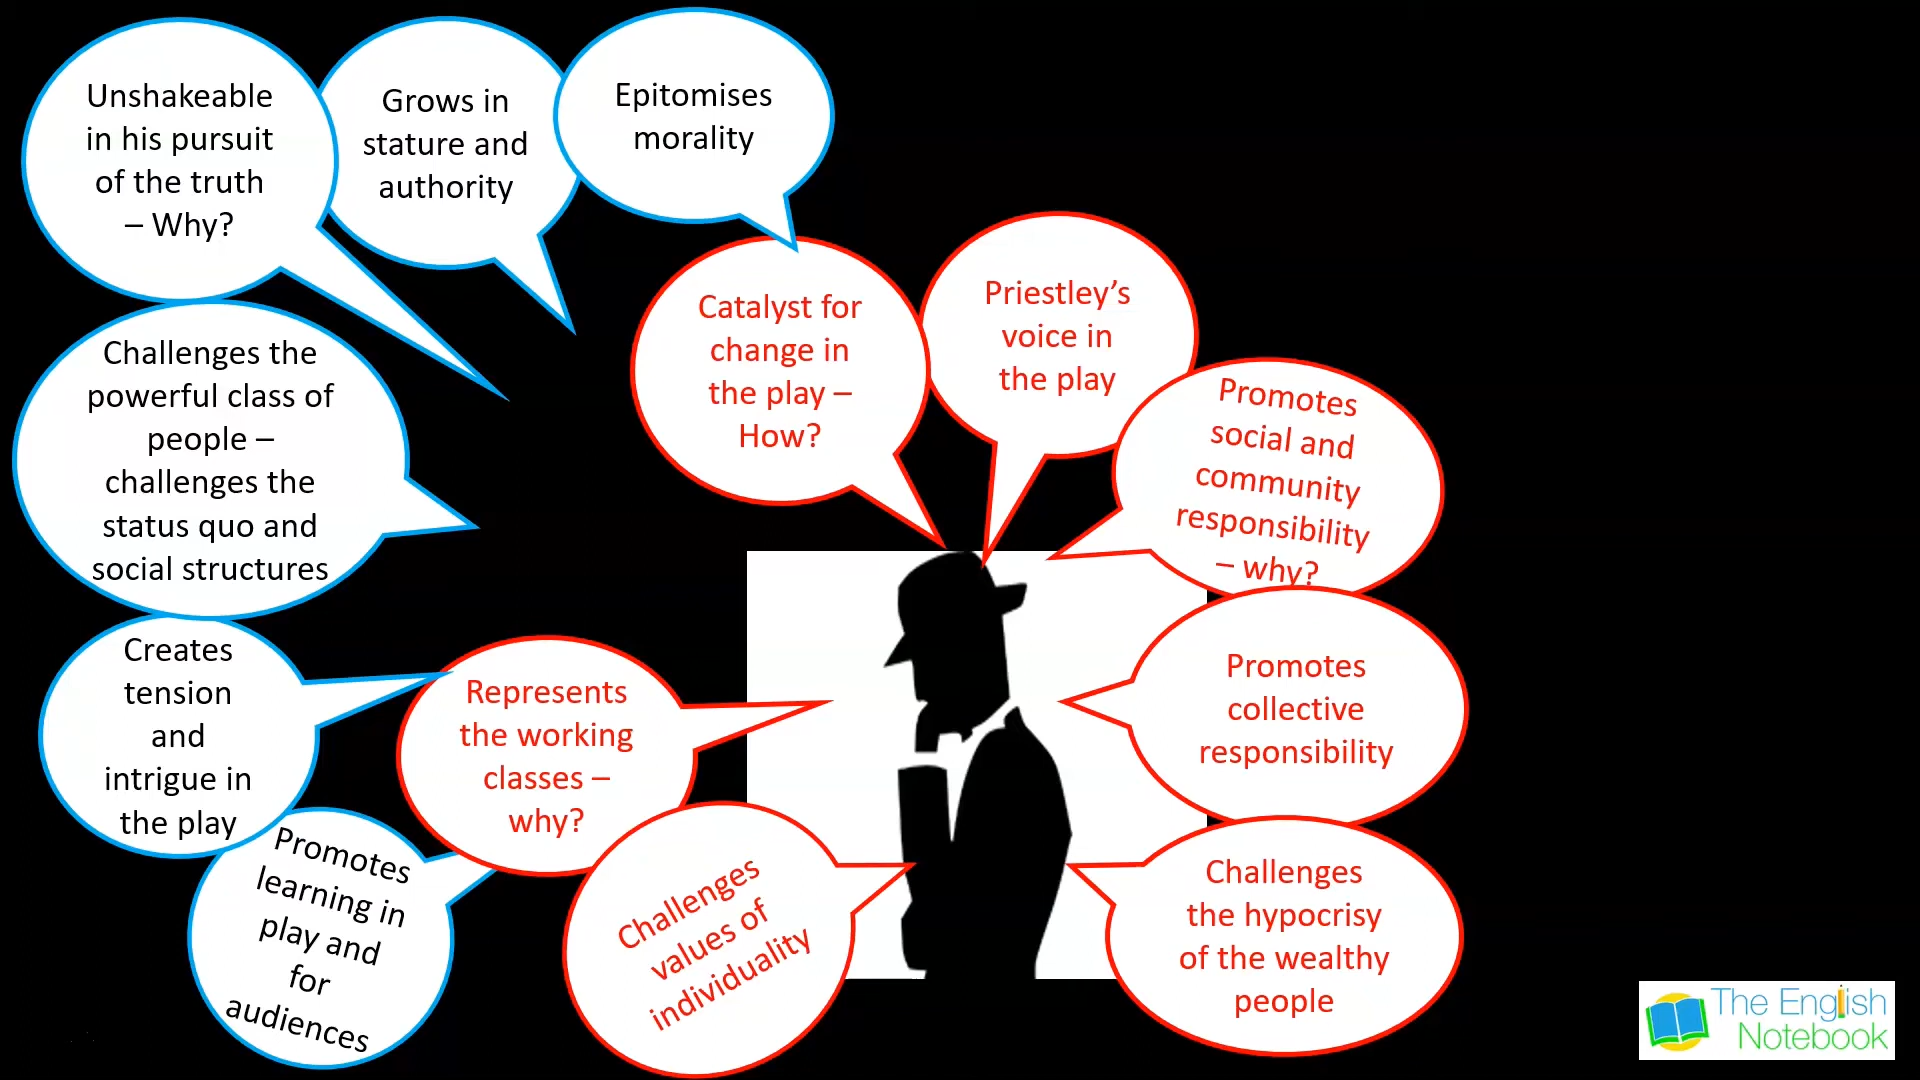 Unshakeable
in his pursuit
of the truth
– Why?
Grows in
stature and
authority
Epitomises
morality
Catalyst for
change in
the play –
How?
Priestley’s
voice in
the play
Promotes
social and
community
responsibility
– why?
Challenges the
powerful class of
people –
challenges the
status quo and
social structures
Creates
tension
and
intrigue in
the play
Represents
the working
classes –
why?
Promotes
collective
responsibility
Promotes
learning in
play and
for
audiences
Challenges
values of
individuality
Challenges
the hypocrisy
of the wealthy
people
The English
Notebook